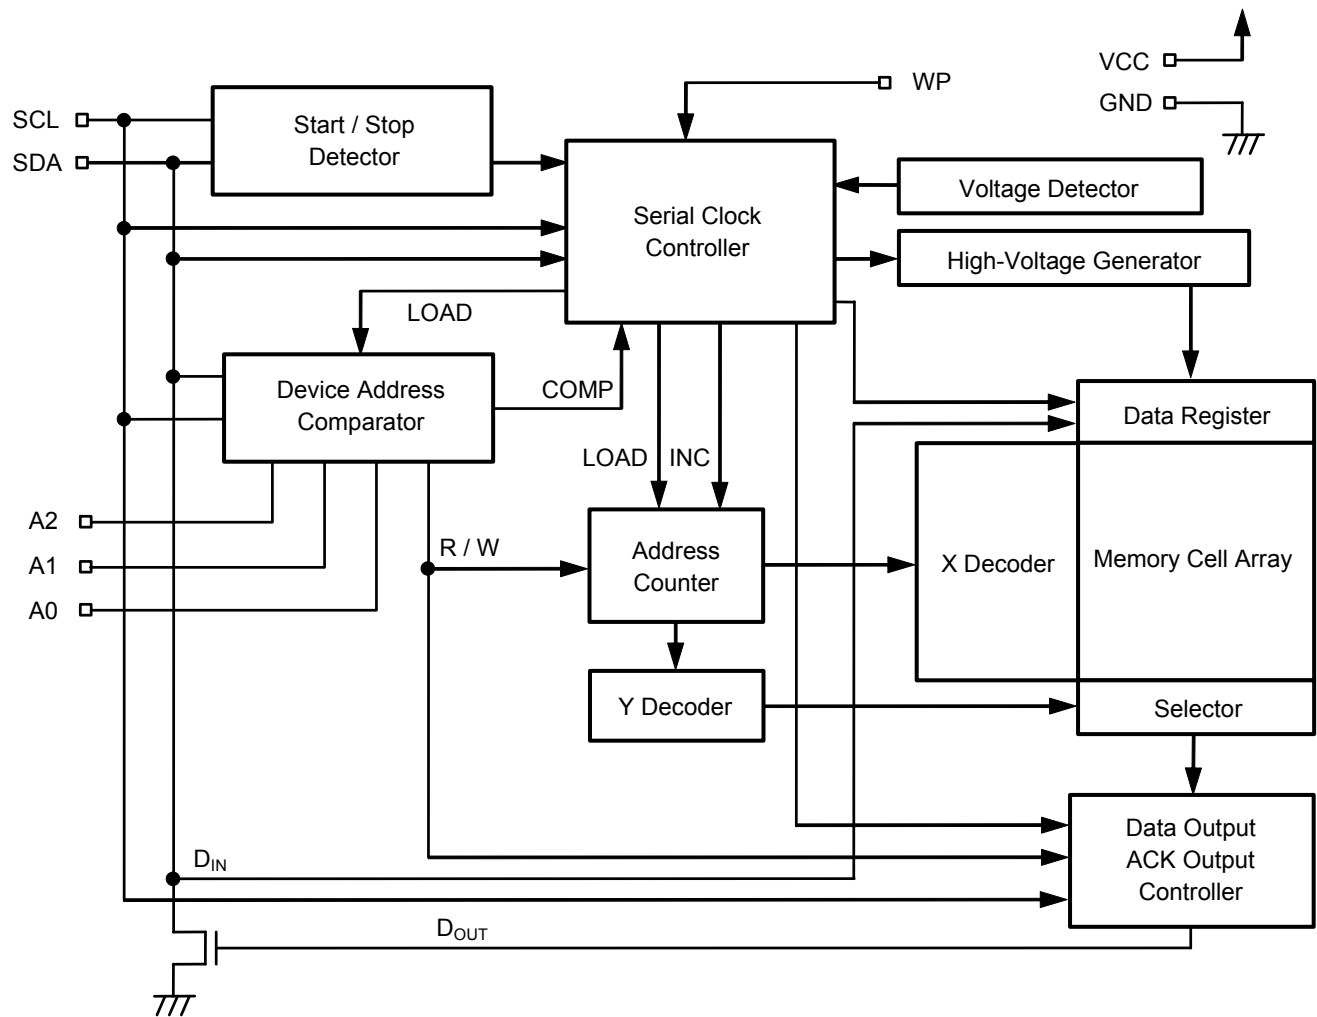 VCC
WP
GND
SCL
Start / Stop
Detector
SDA
Voltage Detector
Serial Clock
Controller
High-Voltage Generator
LOAD
Device Address
Comparator
COMP
Data Register
LOAD
INC
A2
R / W
Address
Counter
X Decoder
Memory Cell Array
A1
A0
Y Decoder
Selector
Data Output
ACK Output
Controller
DIN
DOUT